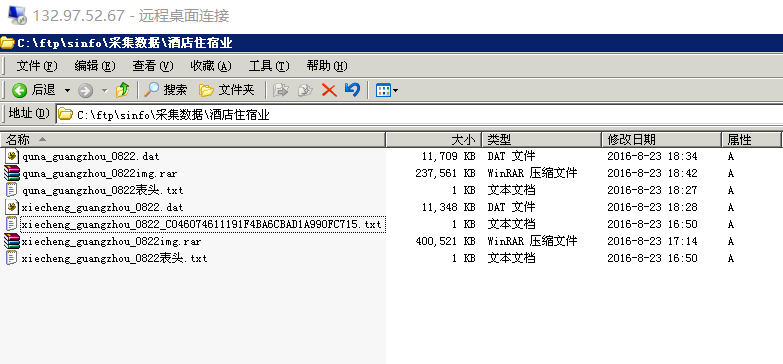 132.97.52.67 - 远程桌面连接
C:\ftp\sinfo\采集数据\酒店住宿业
文件(F) 编辑(E) 查看(V) 收藏(A) 工具(T) 帮助(H)
后退 搜索 文件夹
地址(D) C:\ftp\sinfo\采集数据\酒店住宿业
名称 大小 类型 修改日期 属性
quna_guangzhou_0822.dat 11,709 KB DAT 文件 2016-8-23 18:34 A
quna_guangzhou_0822img.rar 237,561 KB WinRAR 压缩文件 2016-8-23 18:42 A
quna_guangzhou_0822表头.txt 1 KB 文本文档 2016-8-23 18:27 A
xiecheng_guangzhou_0822.dat 11,348 KB DAT 文件 2016-8-23 18:28 A
xiecheng_guangzhou_0822_C046074611191F4BA6CBAD1A990FC715.txt 1 KB 文本文档 2016-8-23 16:50 A
xiecheng_guangzhou_0822img.rar 400,521 KB WinRAR 压缩文件 2016-8-23 17:14 A
xiecheng_guangzhou_0822表头.txt 1 KB 文本文档 2016-8-23 16:50 A